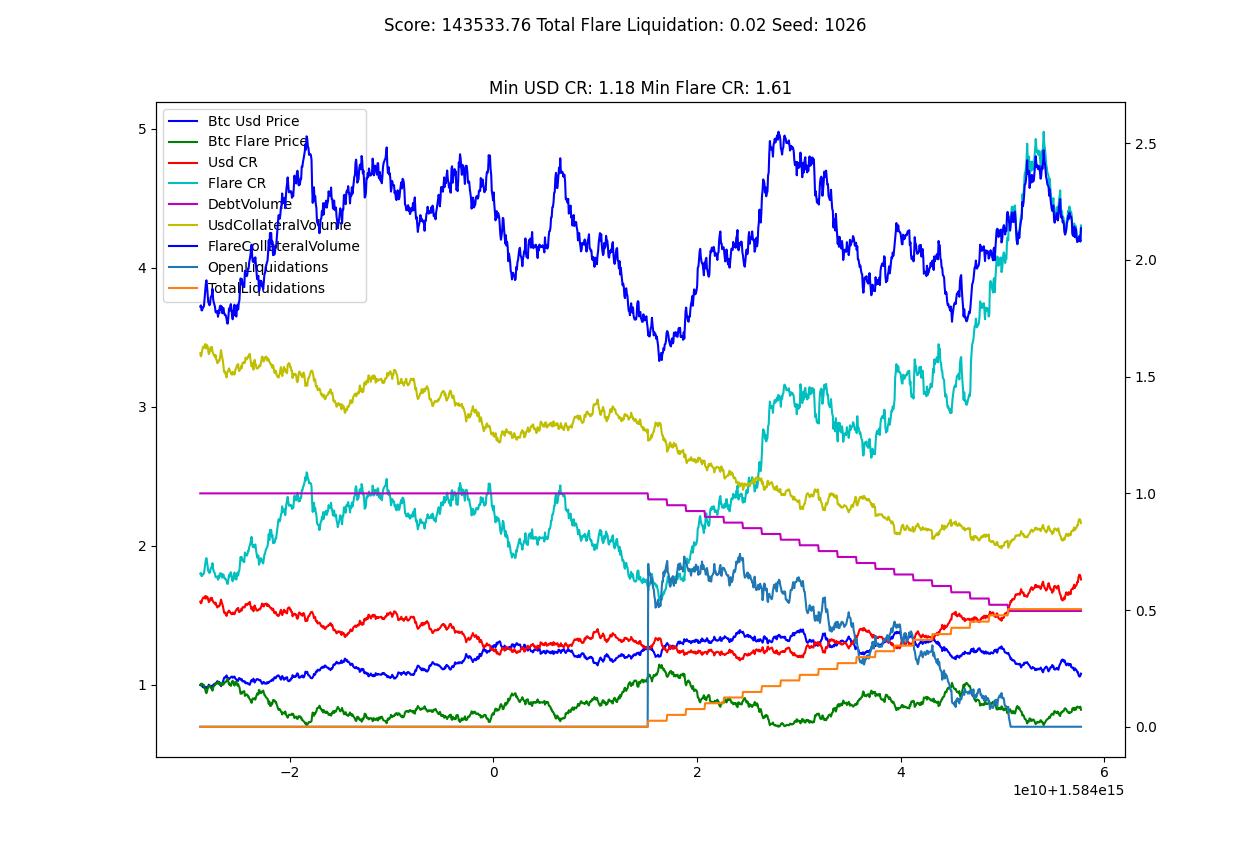 Score: 143533.76 Total Flare Liquidation: 0.02 Seed: 1026
Min USD CR: 1.18 Min Flare CR: 1.61
Btc Usd Price
Btc Flare Price
Usd CR
Flare CR
DebtVolume
UsdCollateralVolume
FlareCollateralVolume
OpenLiquidations
TotalLiquidations
5
4
3
2
1
2.5
2.0
1.5
1.0
0.5
0.0
−2
0
2
4
6
1e10+1.584e15